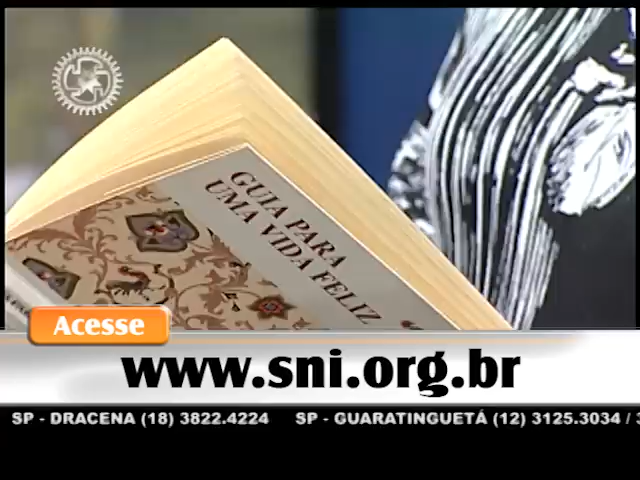 GUIA PARA
UMA VIDA FELIZ
Acesse
www.sni.org.br
SP - DRACENA (18) 3822.4224 SP - GUARATINGUETÁ (12) 3125.3034 /